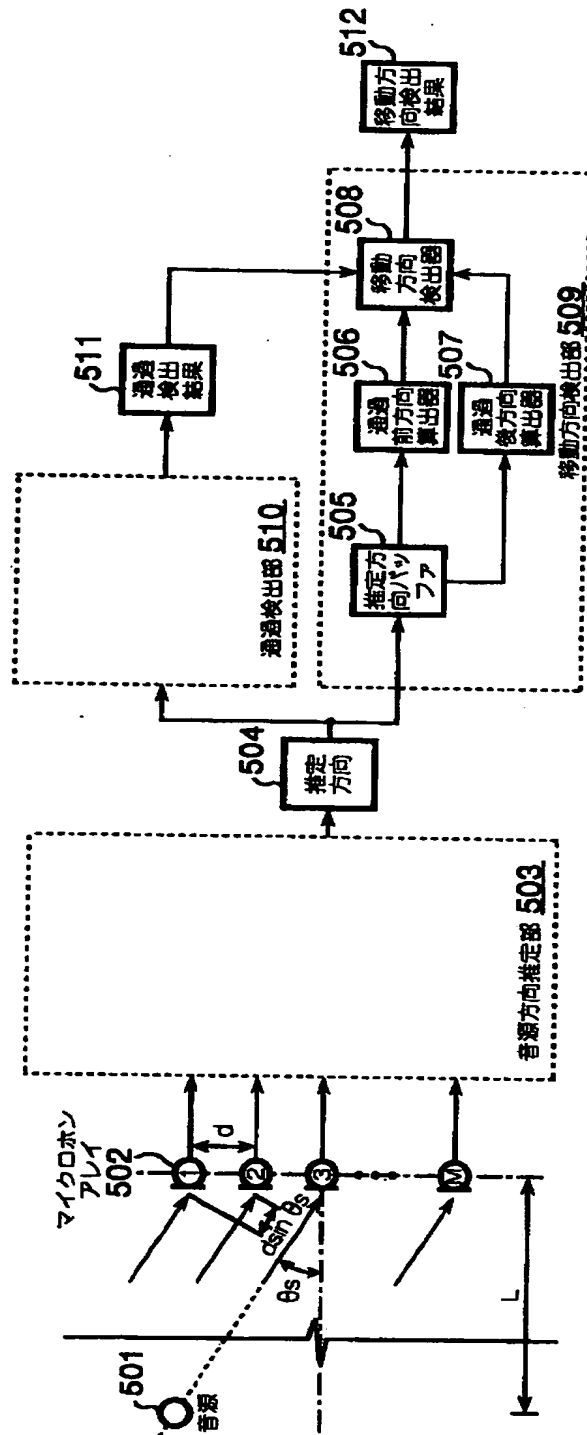 501
音源
マイクロホン
アレイ
502
1
2
3
M
d
dsin θs
θs
L
音源方向推定部 503
504
推定
方向
通過検出部 510
511
通過
検出
結果
505
推定方
向バッ
ファ
506
通過
前方向
算出器
507
通過
後方向
算出器
508
移動
方向
検出器
移動方向検出部 509
512
移動方
向検出
結果